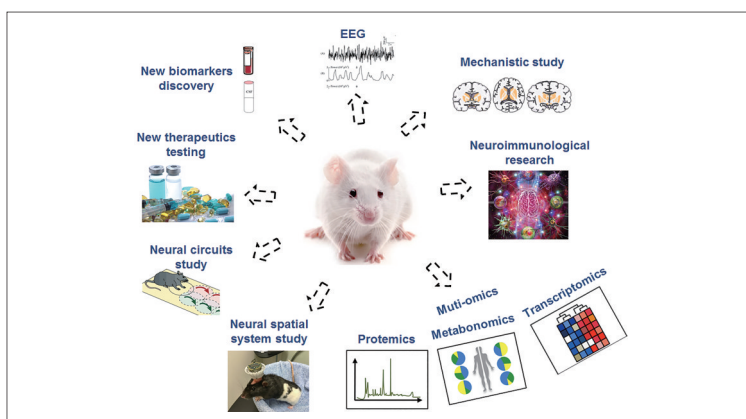 EEG
New biomarkers
discovery
Mechanistic study
New therapeutics
testing
Neuroimmunological
research
Neural circuits
study
Neural spatial
system study
Protemics
Muti-omics
Metabonomics
Transcriptomics